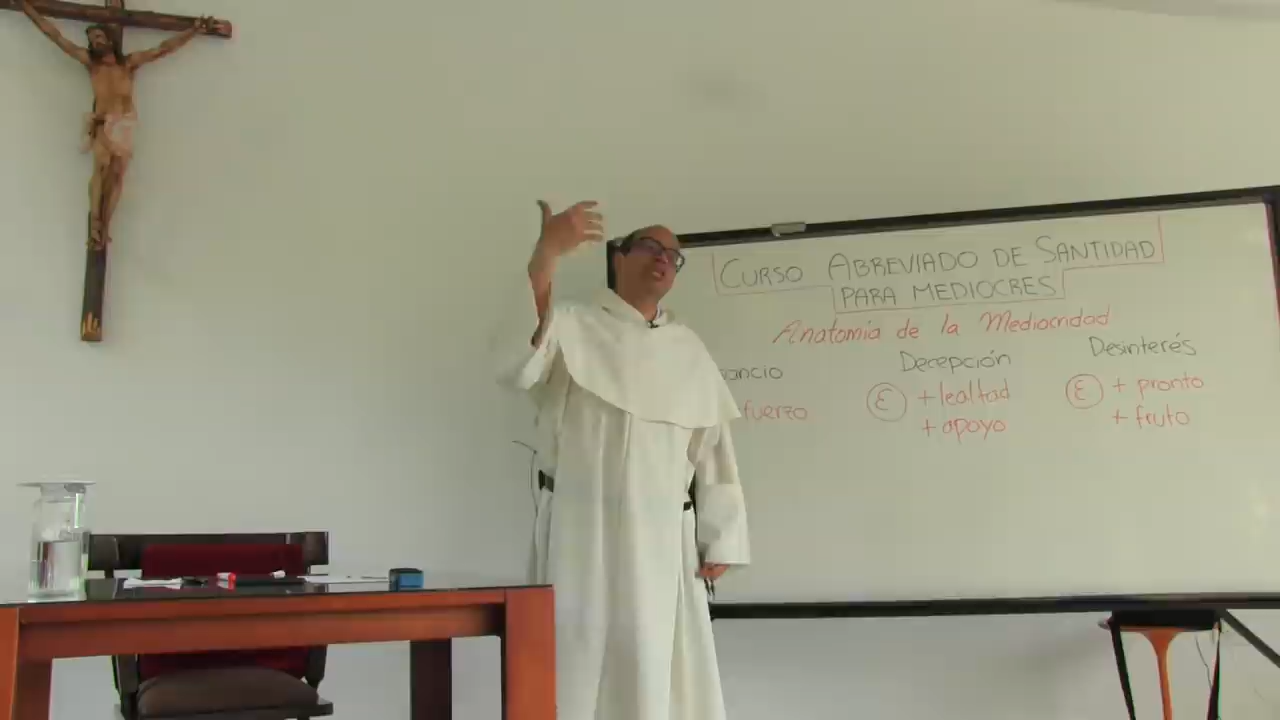 CURSO ABREVIADO DE SANTIDAD
PARA MEDIOCRES
Anatomía de la Mediocridad
Decepción
Desinterés
ⓔ + lealtad
+ apoyo
ⓔ + pronto
+ fruto